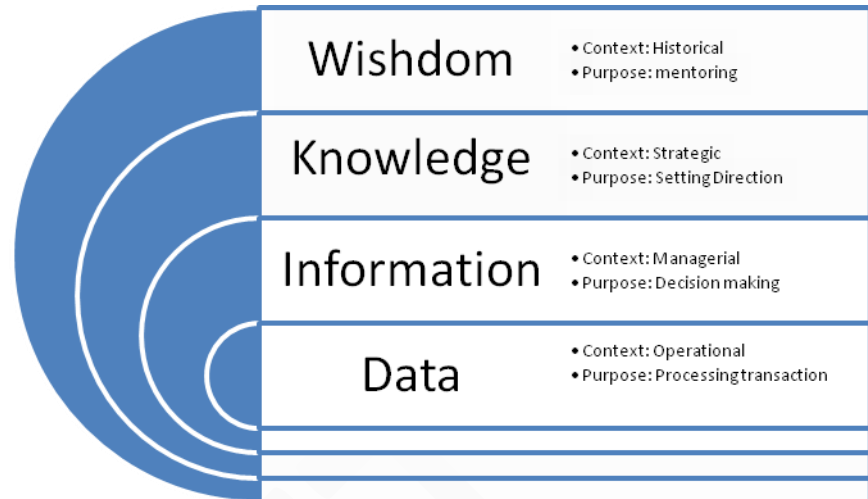 Wishdom
• Context: Historical
• Purpose: mentoring
Knowledge
• Context: Strategic
• Purpose: Setting Direction
Information
• Context: Managerial
• Purpose: Decision making
Data
• Context: Operational
• Purpose: Processing transaction